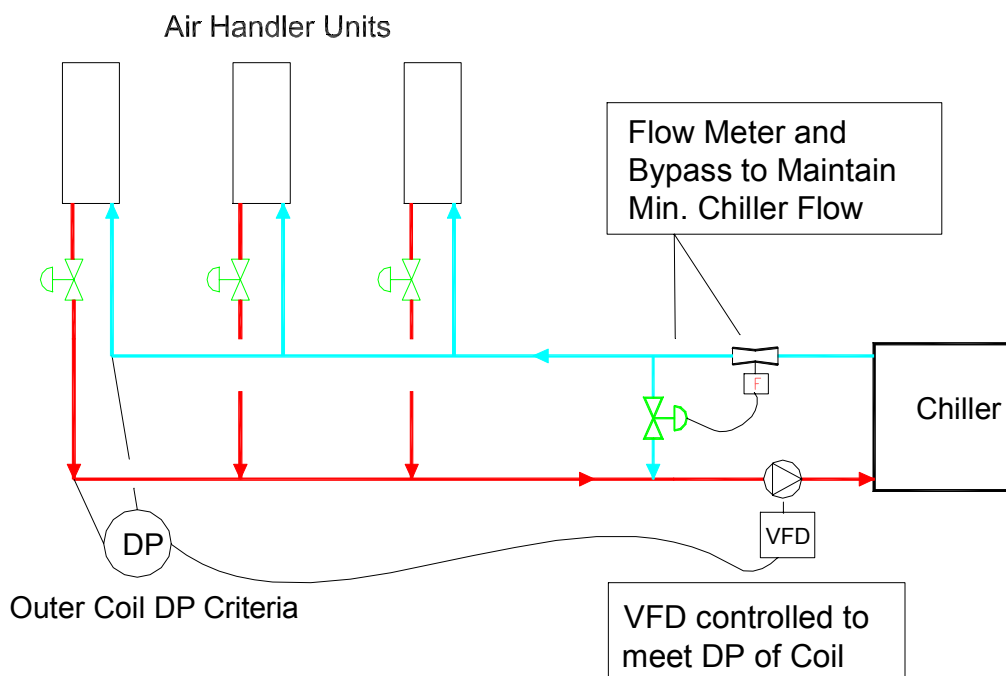 Air Handler Units
Flow Meter and
Bypass to Maintain
Min. Chiller Flow
F
Chiller
DP
VFD
Outer Coil DP Criteria
VFD controlled to
meet DP of Coil